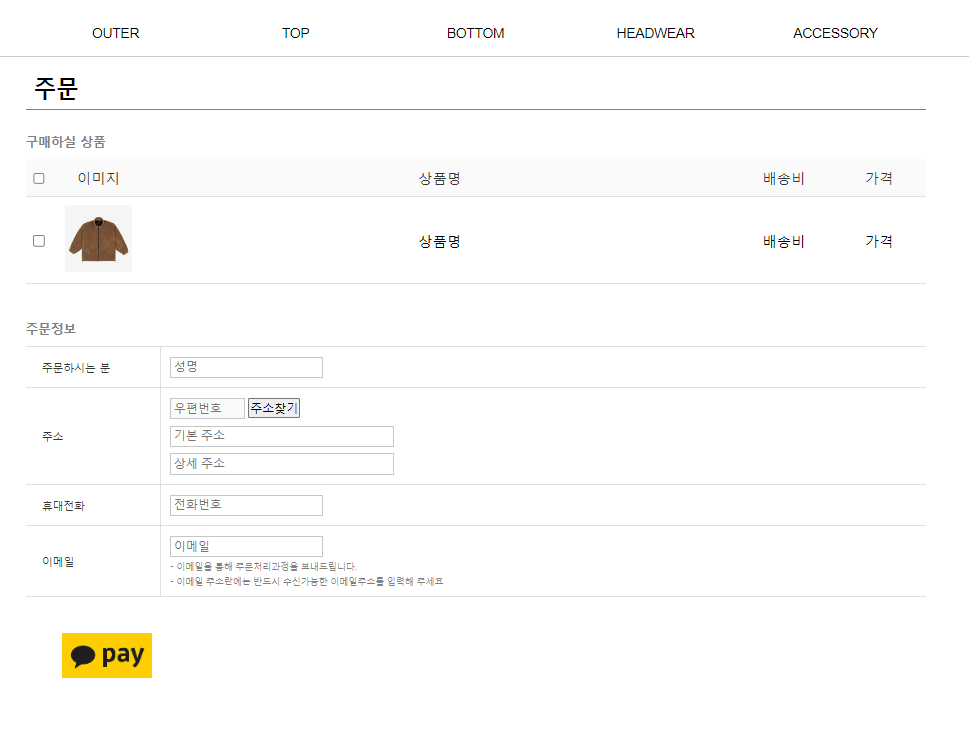 OUTER TOP BOTTOM HEADWEAR ACCESSORY
주문
구매하실 상품
이미지 상품명 배송비 가격
상품명 배송비 가격
주문정보
주문하시는 분 성명
우편번호 주소찾기
주소 기본 주소
상세 주소
휴대전화 전화번호
이메일 이메일
- 이메일을 통해 주문처리과정을 보내드립니다.
- 이메일 주소란에는 반드시 수신가능한 이메일주소를 입력해 주세요
pay